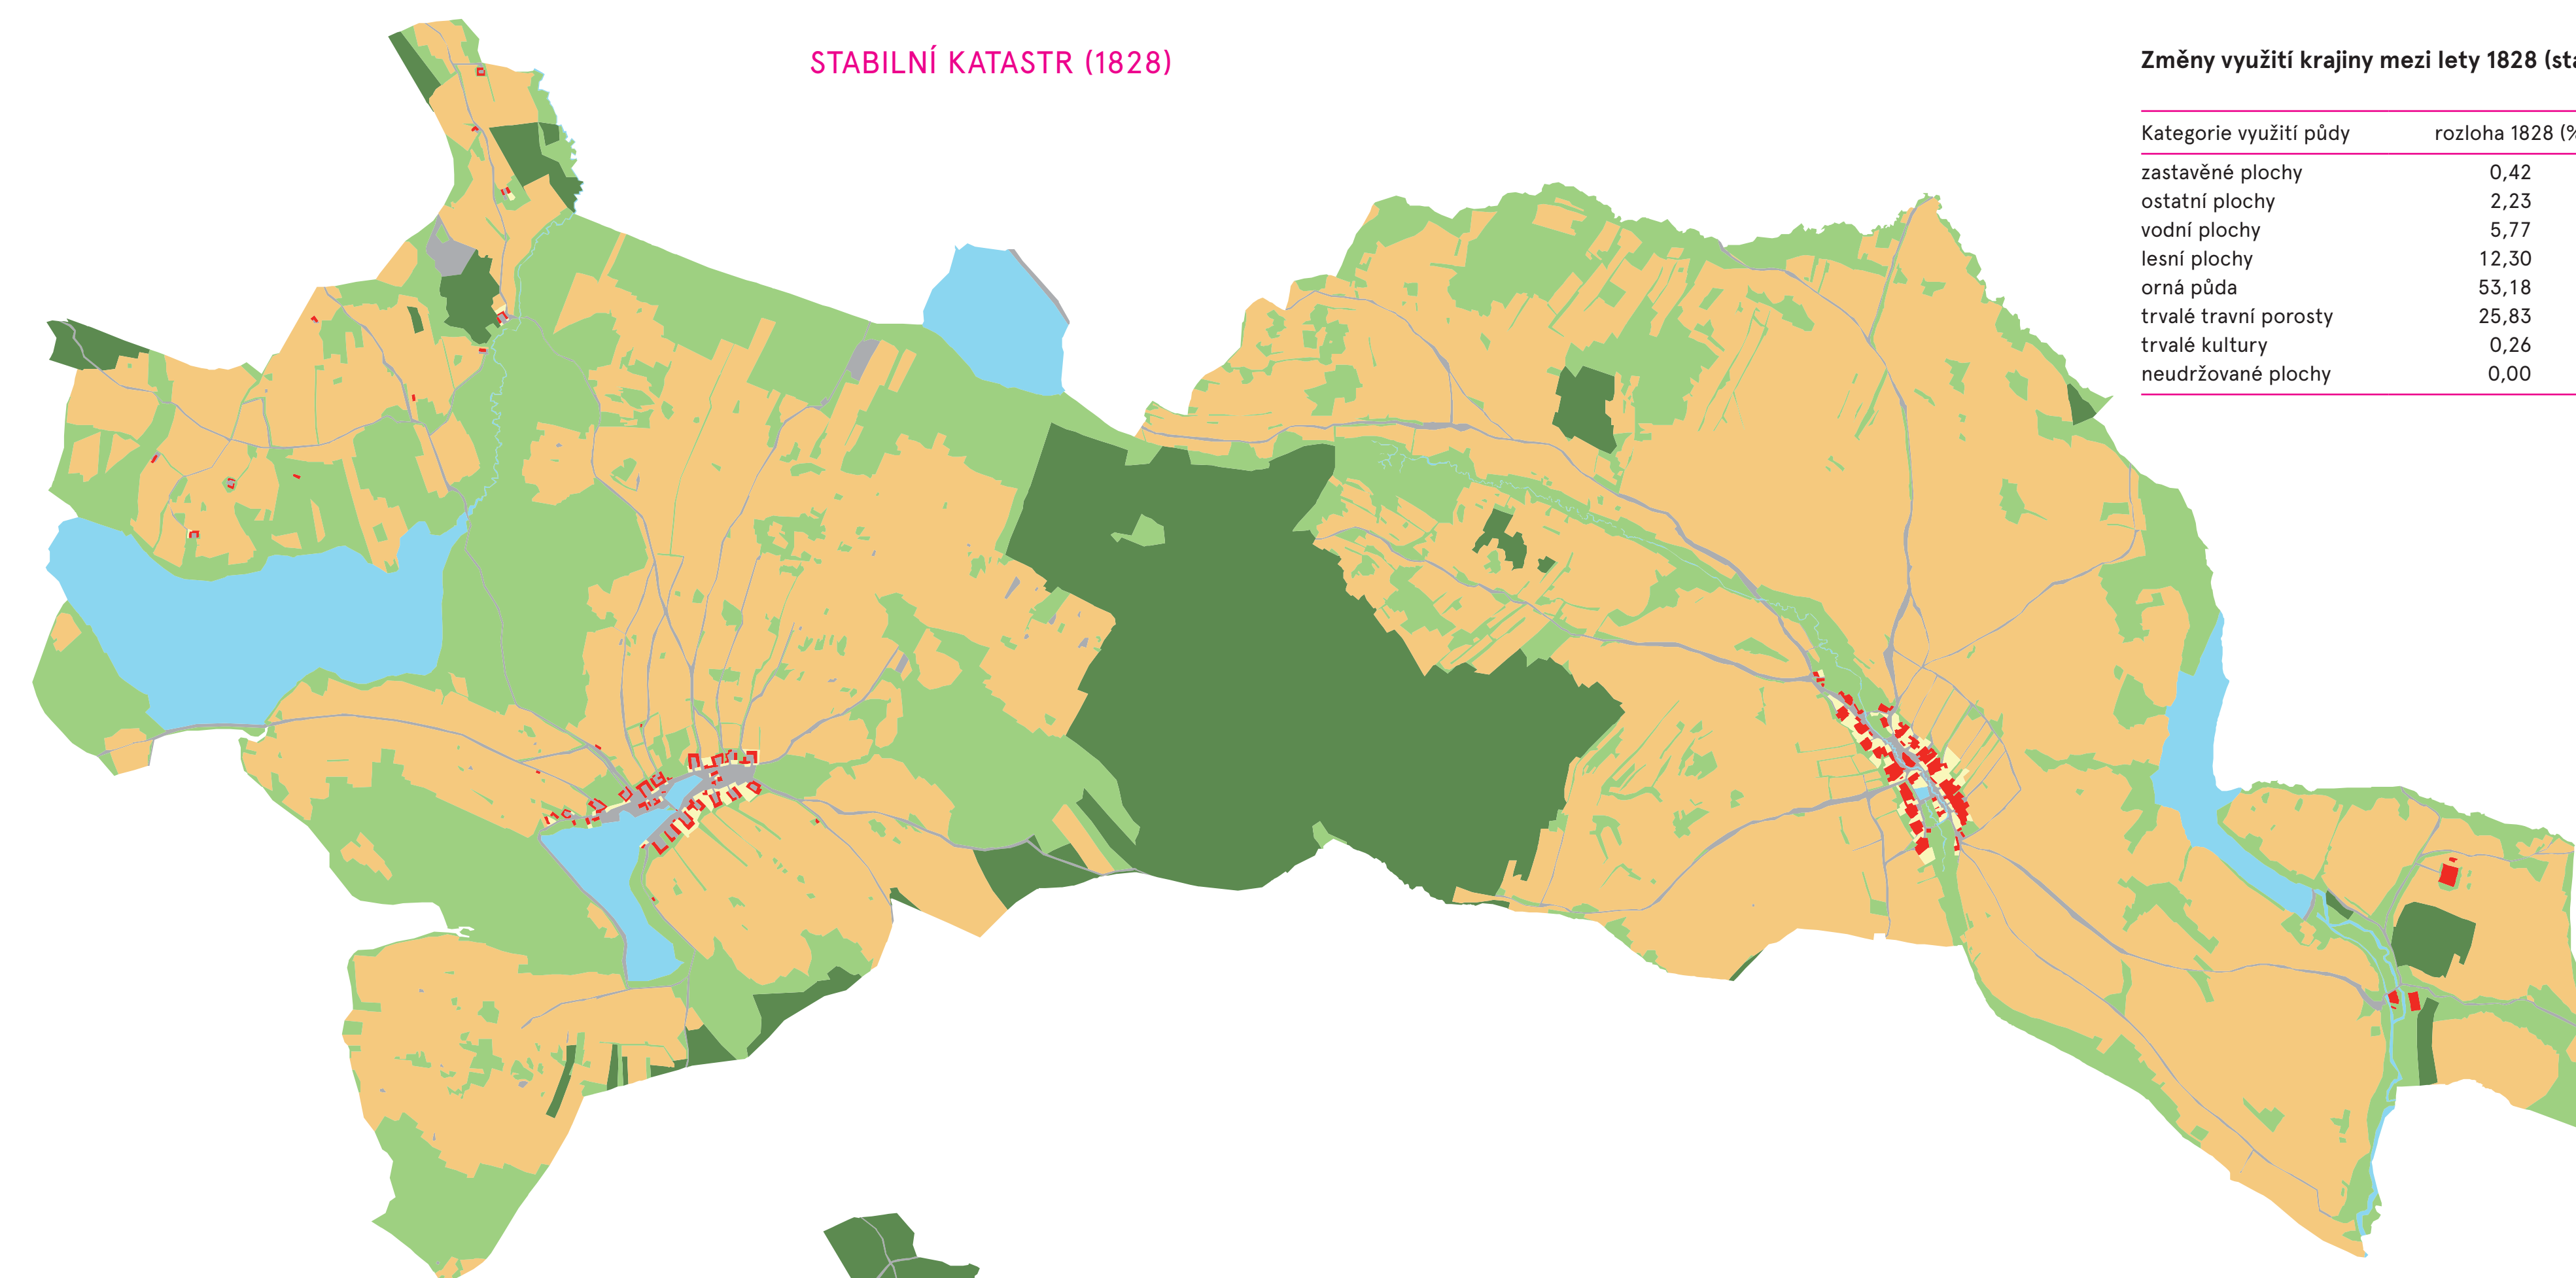 STABILNÍ KATASTR (1828)
Změny využití krajiny mezi lety 1828 (sta
Kategorie využití půdy rozloha 1828 (%
zastavěné plochy 0,42
ostatní plochy 2,23
vodní plochy 5,77
lesní plochy 12,30
orná půda 53,18
trvalé travní porosty 25,83
trvalé kultury 0,26
neudržované plochy 0,00